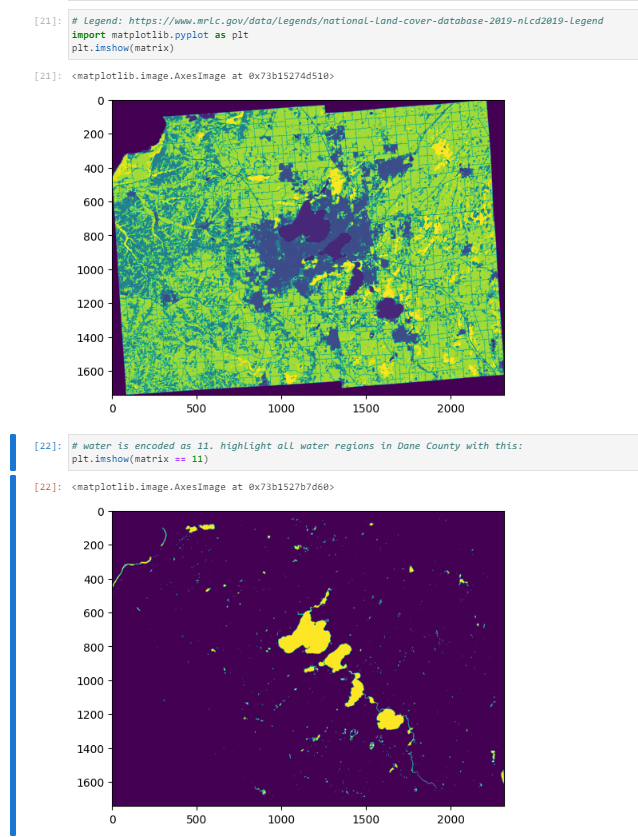 [21]: # legend: https://www.mrlc.gov/data/legends/national-land-cover-database-2019-nlcd2019-legend
import matplotlib.pyplot as plt
plt.imshow(matrix)
[21]: <matplotlib.image.AxesImage at 0x73b15274d510>
0
200
400
600
800
1000
1200
1400
1600
0 500 1000 1500 2000
[22]: # water is encoded as 11. highlight all water regions in Dane County with this:
plt.imshow(matrix == 11)
[22]: <matplotlib.image.AxesImage at 0x73b1527b7d60>
0
200
400
600
800
1000
1200
1400
1600
0 500 1000 1500 2000